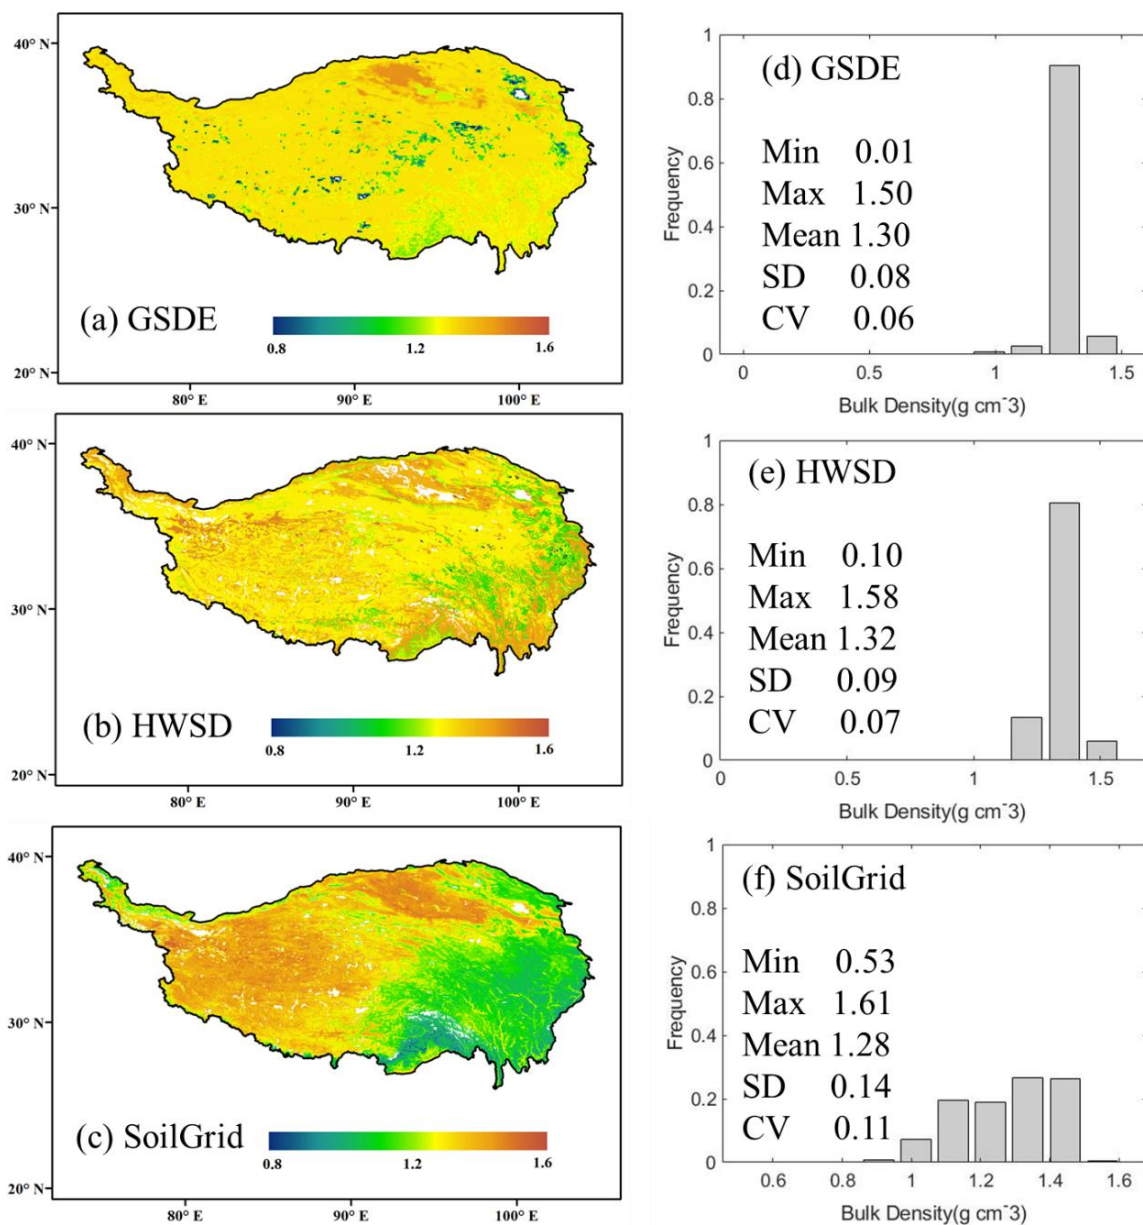 40° N
30° N
20° N
(a) GSDE
0.8 1.2 1.6
80° E 90° E 100° E
1
0.8
0.6
0.4
0.2
0
Frequency
(d) GSDE
Min 0.01
Max 1.50
Mean 1.30
SD 0.08
CV 0.06
0 0.5 1 1.5
Bulk Density(g cm⁻3)
40° N
30° N
20° N
(b) HWSD
0.8 1.2 1.6
80° E 90° E 100° E
1
0.8
0.6
0.4
0.2
0
Frequency
(e) HWSD
Min 0.10
Max 1.58
Mean 1.32
SD 0.09
CV 0.07
0 0.5 1 1.5
Bulk Density(g cm⁻3)
40° N
30° N
20° N
(c) SoilGrid
0.8 1.2 1.6
80° E 90° E 100° E
1
0.8
0.6
0.4
0.2
0
Frequency
(f) SoilGrid
Min 0.53
Max 1.61
Mean 1.28
SD 0.14
CV 0.11
0.6 0.8 1 1.2 1.4 1.6
Bulk Density(g cm⁻3)